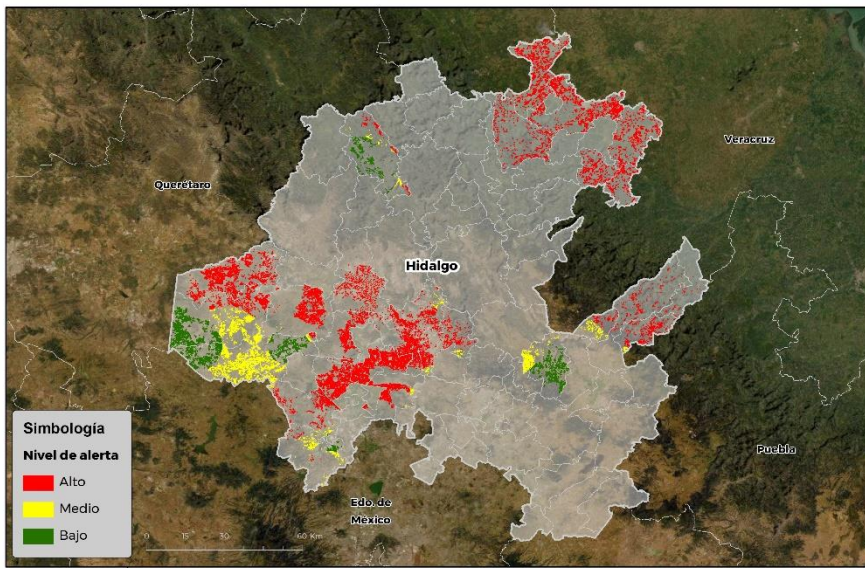 Veracruz
Querétaro
Hidalgo
Puebla
Edo. de
México
Simbología
Nivel de alerta
Alto
Medio
Bajo
0 15 30 60 Km